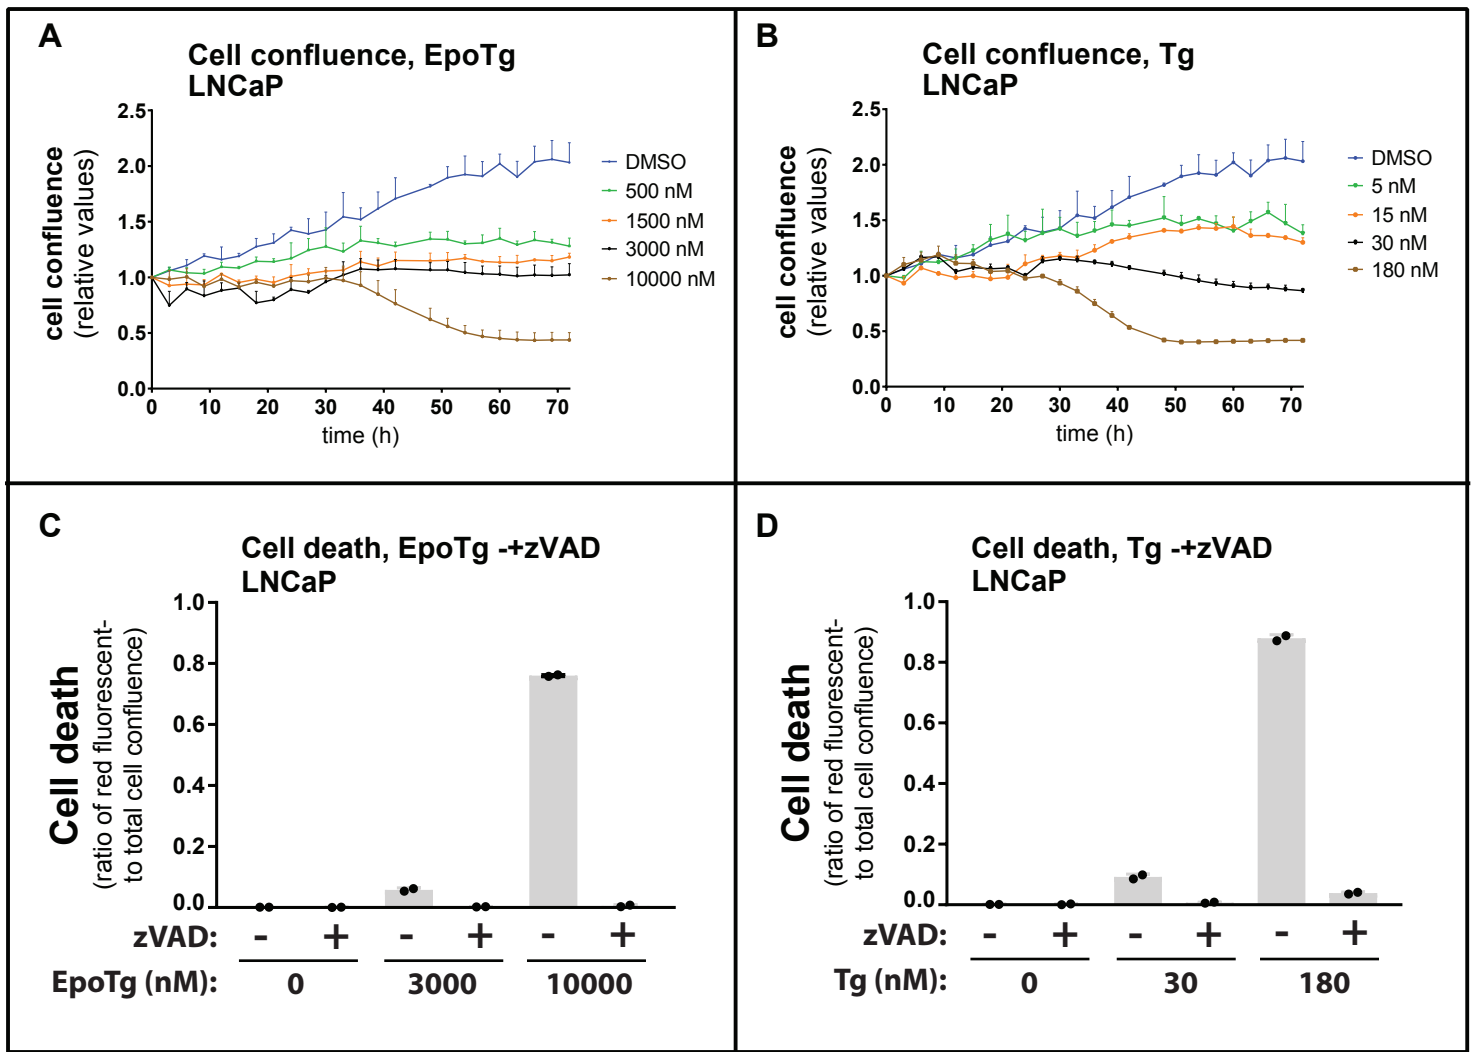 A
Cell confluence, EpoTg
LNCaP
cell confluence
(relative values)
2.5
2.0
1.5
1.0
0.5
0.0
0 10 20 30 40 50 60 70
time (h)
DMSO
500 nM
1500 nM
3000 nM
10000 nM
B
Cell confluence, Tg
LNCaP
cell confluence
(relative values)
2.5
2.0
1.5
1.0
0.5
0.0
0 10 20 30 40 50 60 70
time (h)
DMSO
5 nM
15 nM
30 nM
180 nM
C
Cell death, EpoTg -+zVAD
LNCaP
Cell death
(ratio of red fluorescent-
to total cell confluence)
1.0
0.8
0.6
0.4
0.2
0.0
zVAD: - + - + - +
EpoTg (nM): 0 3000 10000
D
Cell death, Tg -+zVAD
LNCaP
Cell death
(ratio of red fluorescent-
to total cell confluence)
1.0
0.8
0.6
0.4
0.2
0.0
zVAD: - + - + - +
Tg (nM): 0 30 180